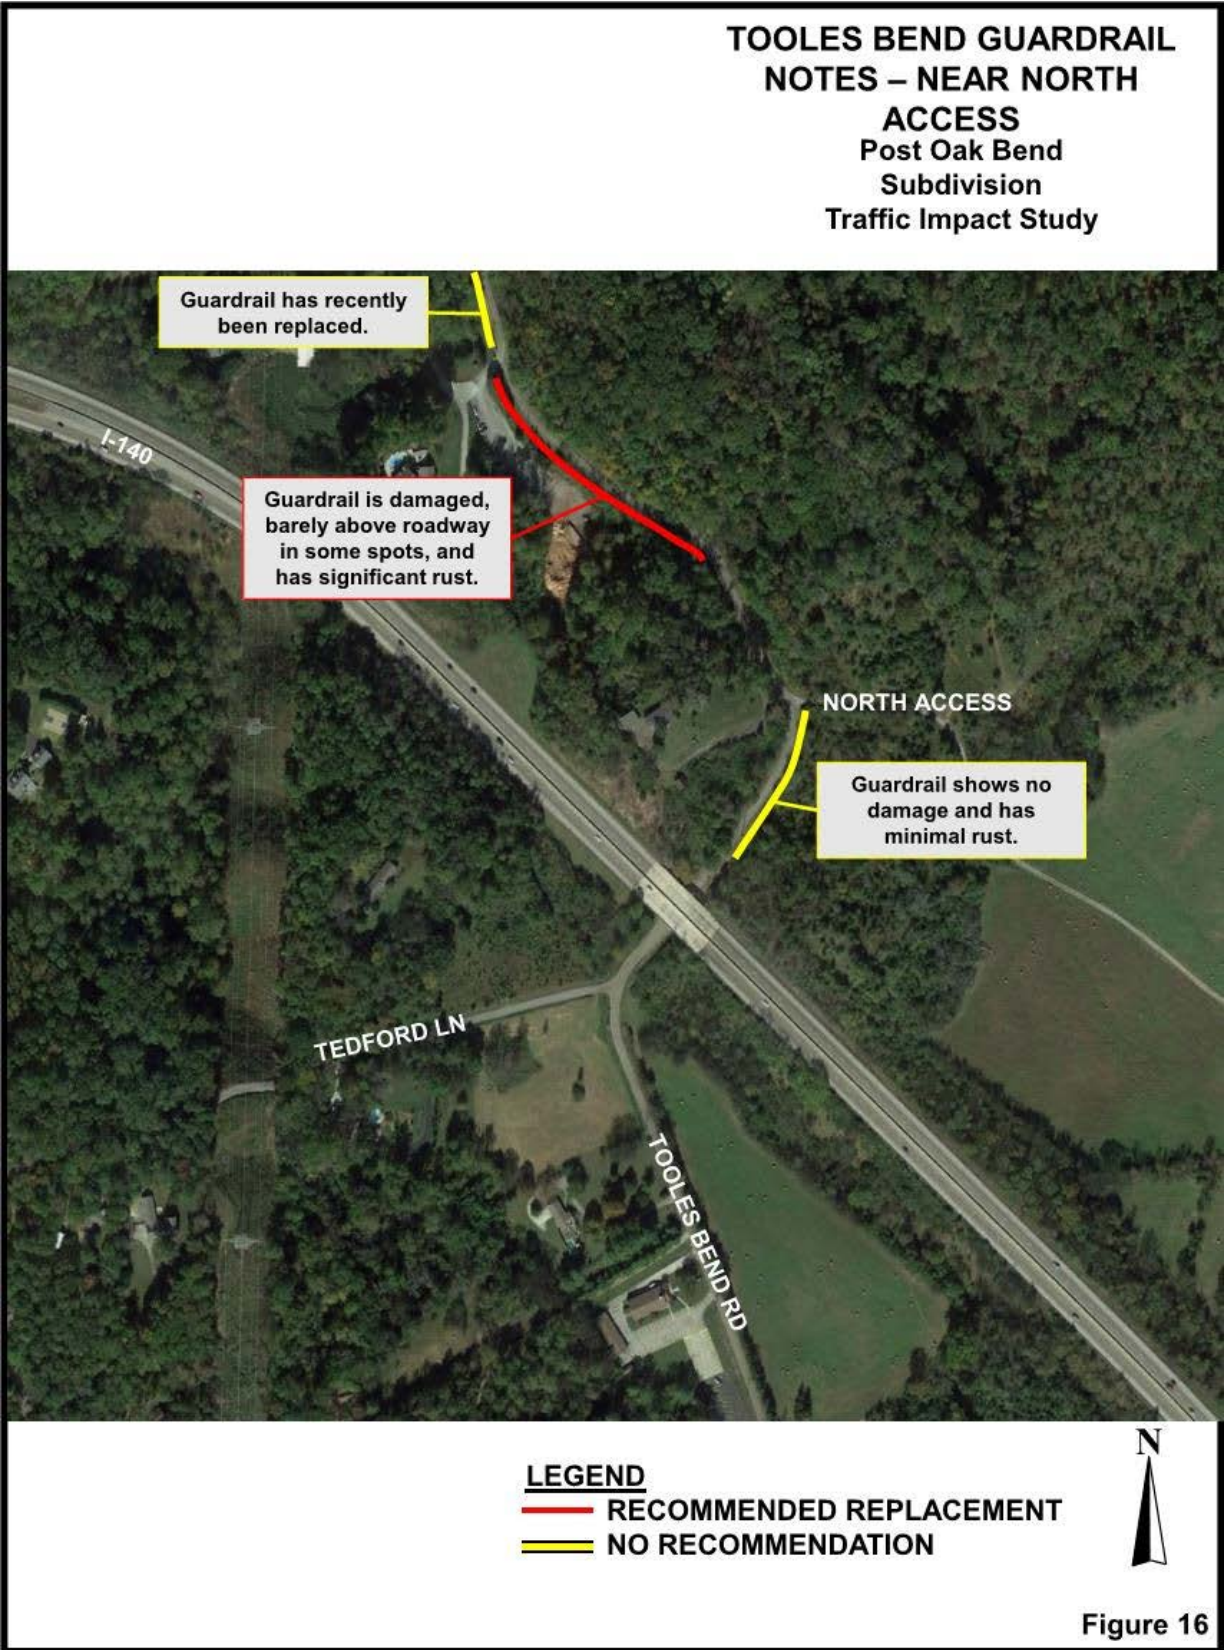 TOOLES BEND GUARDRAIL
NOTES – NEAR NORTH
ACCESS
Post Oak Bend
Subdivision
Traffic Impact Study
Guardrail has recently
been replaced.
I-140
Guardrail is damaged,
barely above roadway
in some spots, and
has significant rust.
NORTH ACCESS
Guardrail shows no
damage and has
minimal rust.
TEDFORD LN
TOOLES BEND RD
N
LEGEND
RECOMMENDED REPLACEMENT
NO RECOMMENDATION
Figure 16